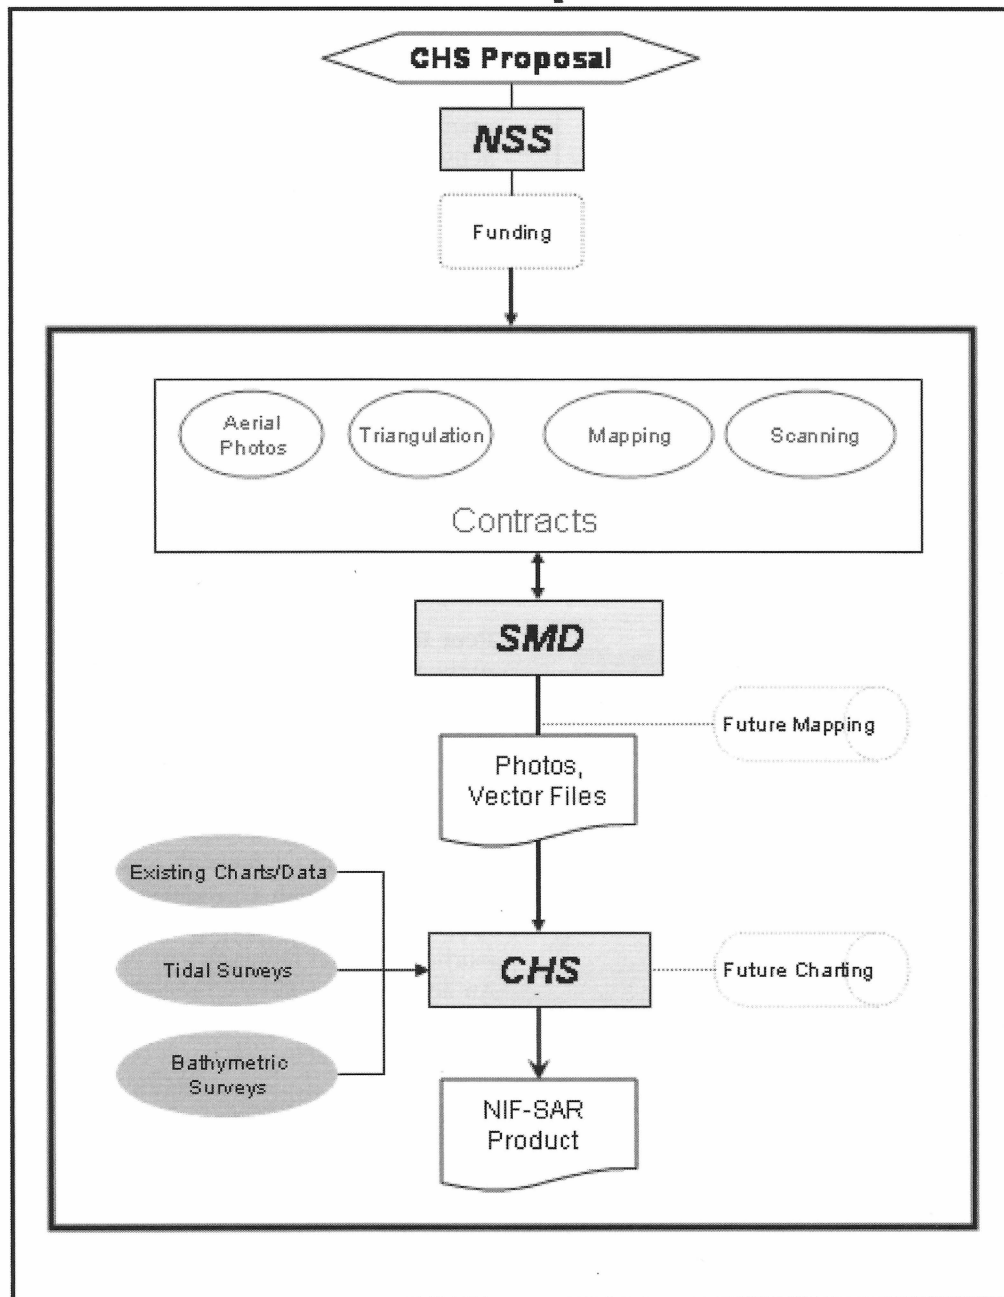 CHS Proposal
NSS
Funding
Aerial
Photos
Triangulation
Mapping
Scanning
Contracts
SMD
Future Mapping
Photos,
Vector Files
Existing Charts/Data
Tidal Surveys
CHS
Future Charting
Bathymetric
Surveys
NIF-SAR
Product